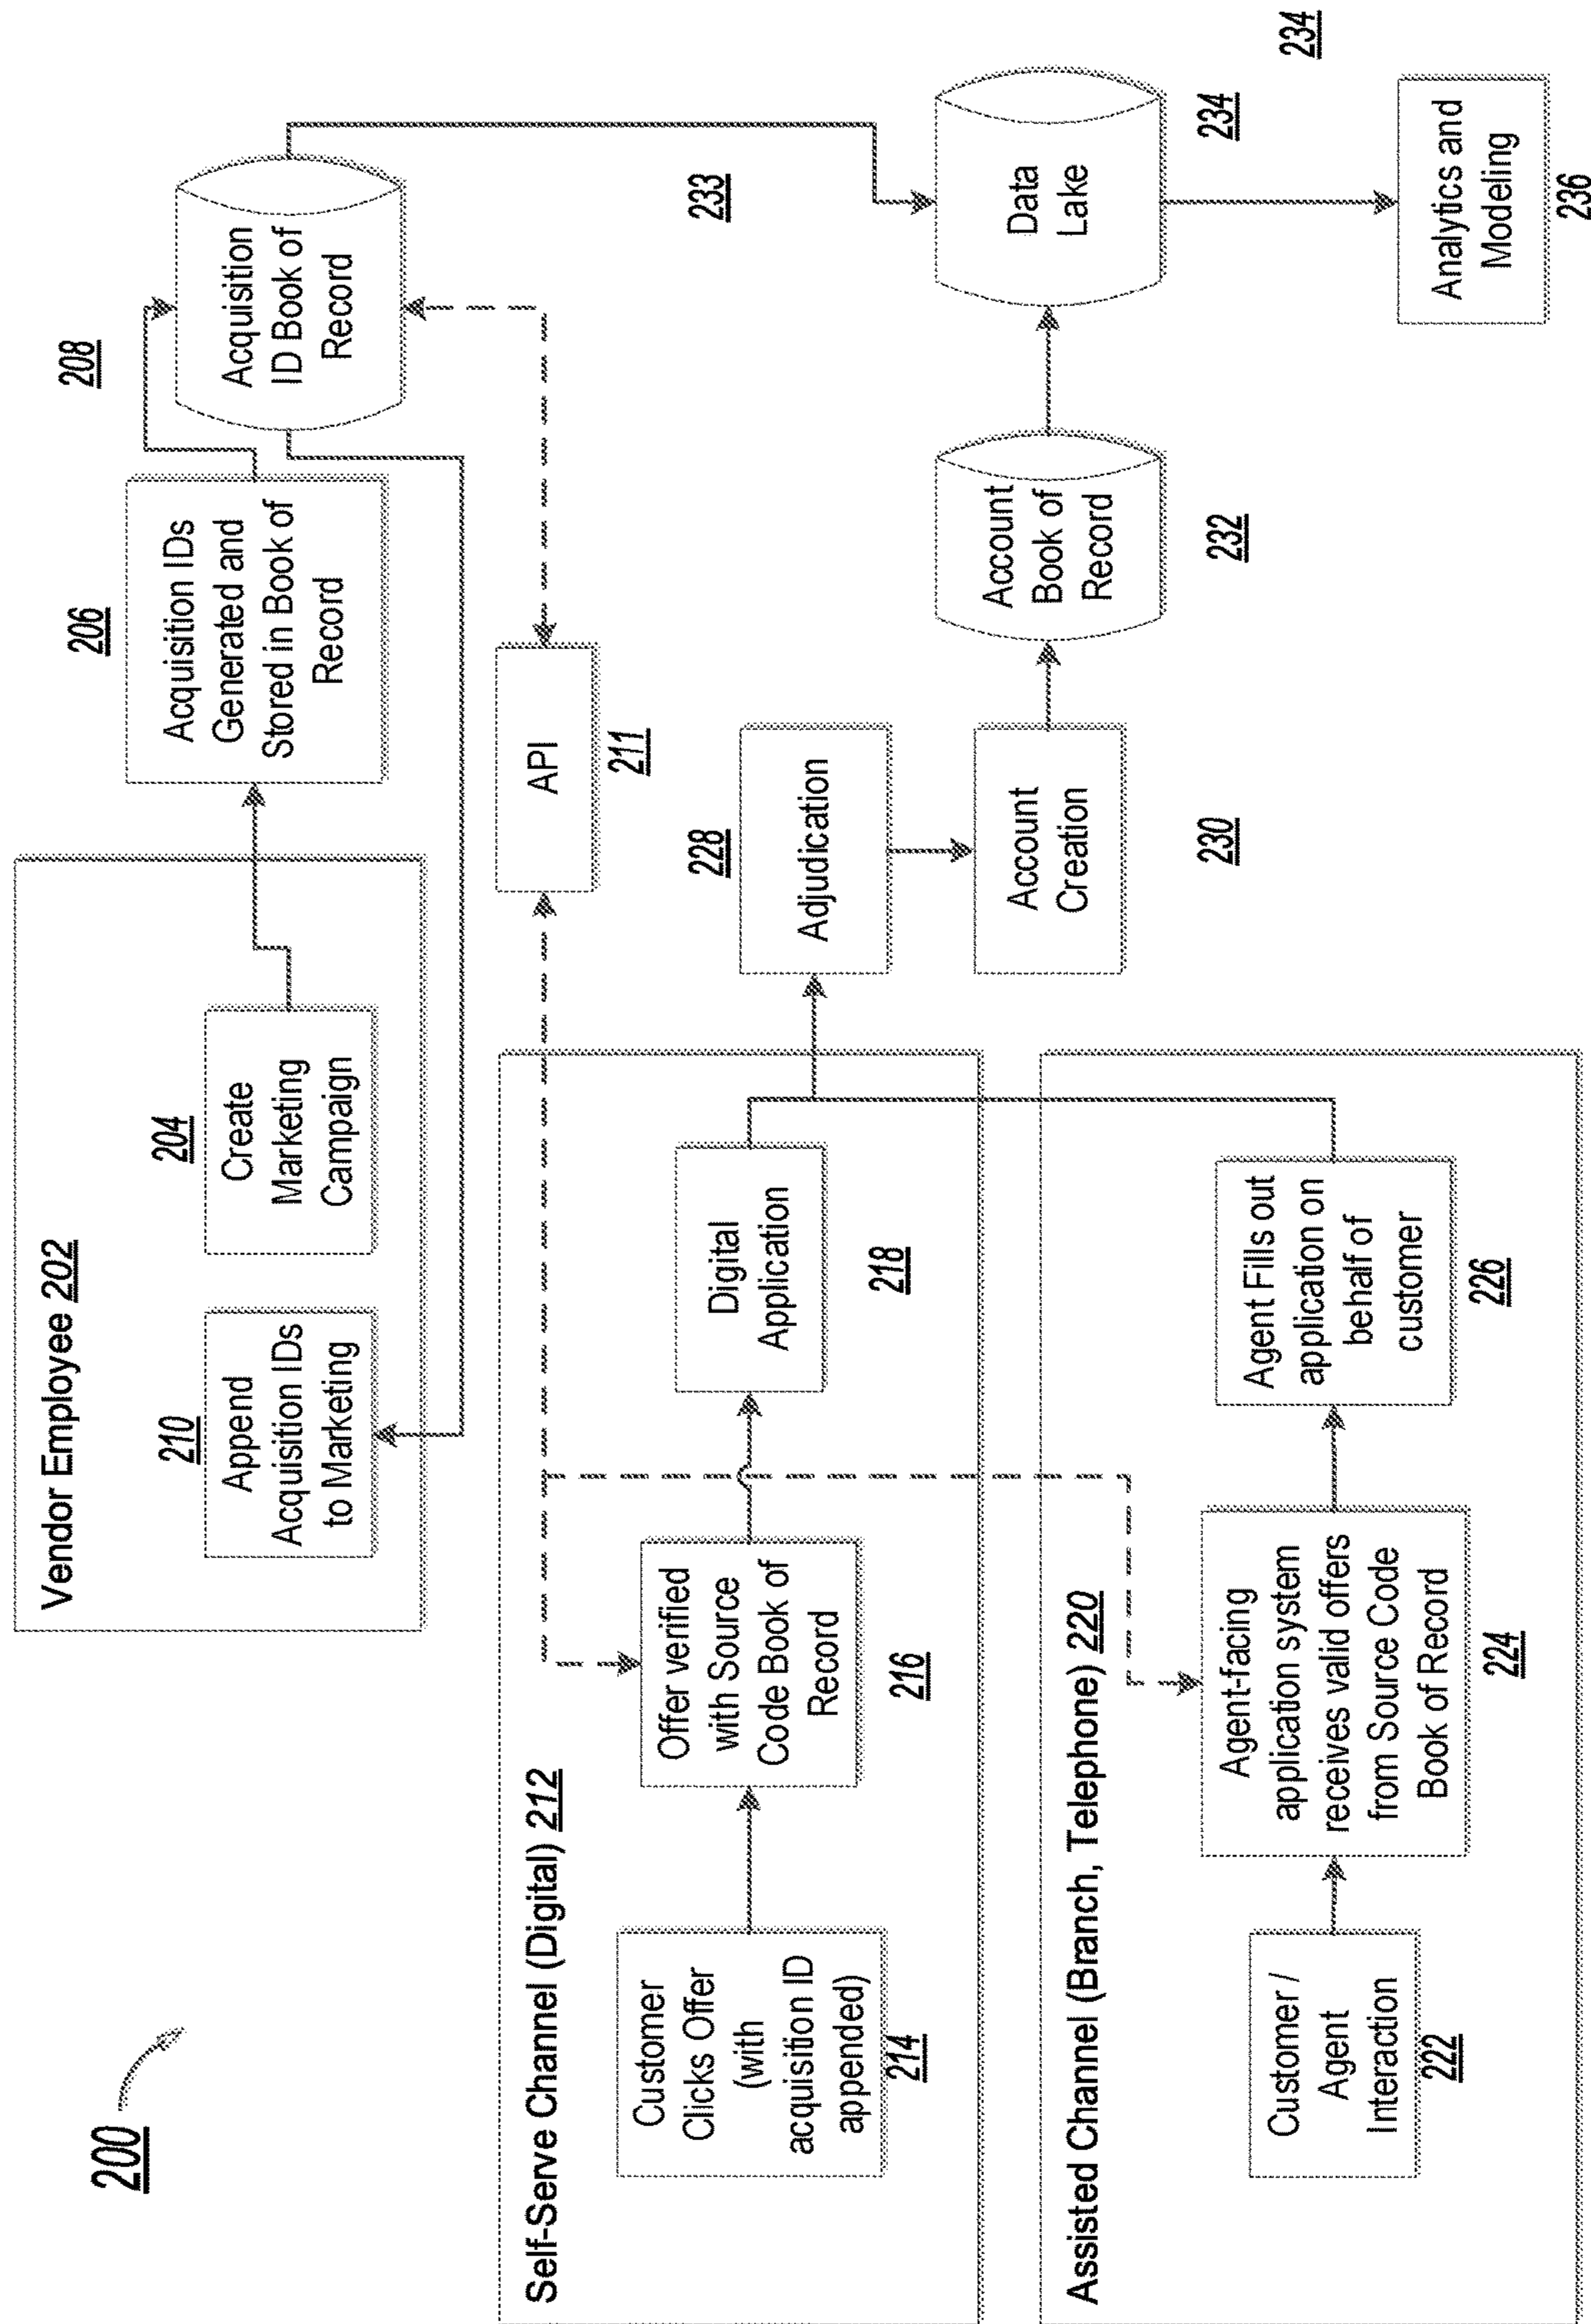 200
Vendor Employee 202
210
Append
Acquisition IDs
to Marketing
204
Create
Marketing
Campaign
206
Acquisition IDs
Generated and
Stored in Book of
Record
208
Acquisition
ID Book of
Record
API
211
Self-Serve Channel (Digital) 212
Customer
Clicks Offer
(with
acquisition ID
appended)
214
Offer verified
with Source
Code Book of
Record
216
Digital
Application
218
228
Adjudication
Account
Creation
230
Account
Book of
Record
232
233
Data
Lake
234
234
Analytics and
Modeling
236
Assisted Channel (Branch, Telephone) 220
Customer /
Agent
Interaction
222
Agent-facing
application system
receives valid offers
from Source Code
Book of Record
224
Agent Fills out
application on
behalf of
customer
226